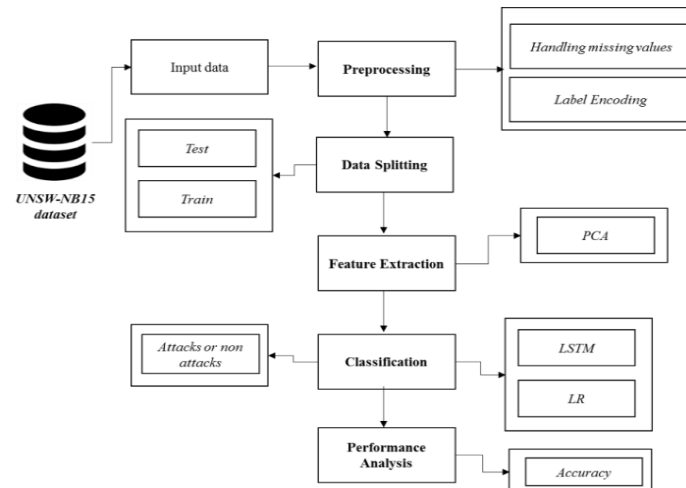 Input data
Preprocessing
Handling missing values
Label Encoding
UNSW-NB15
dataset
Test
Train
Data Splitting
Feature Extraction
PCA
Attacks or non
attacks
Classification
LSTM
LR
Performance
Analysis
Accuracy